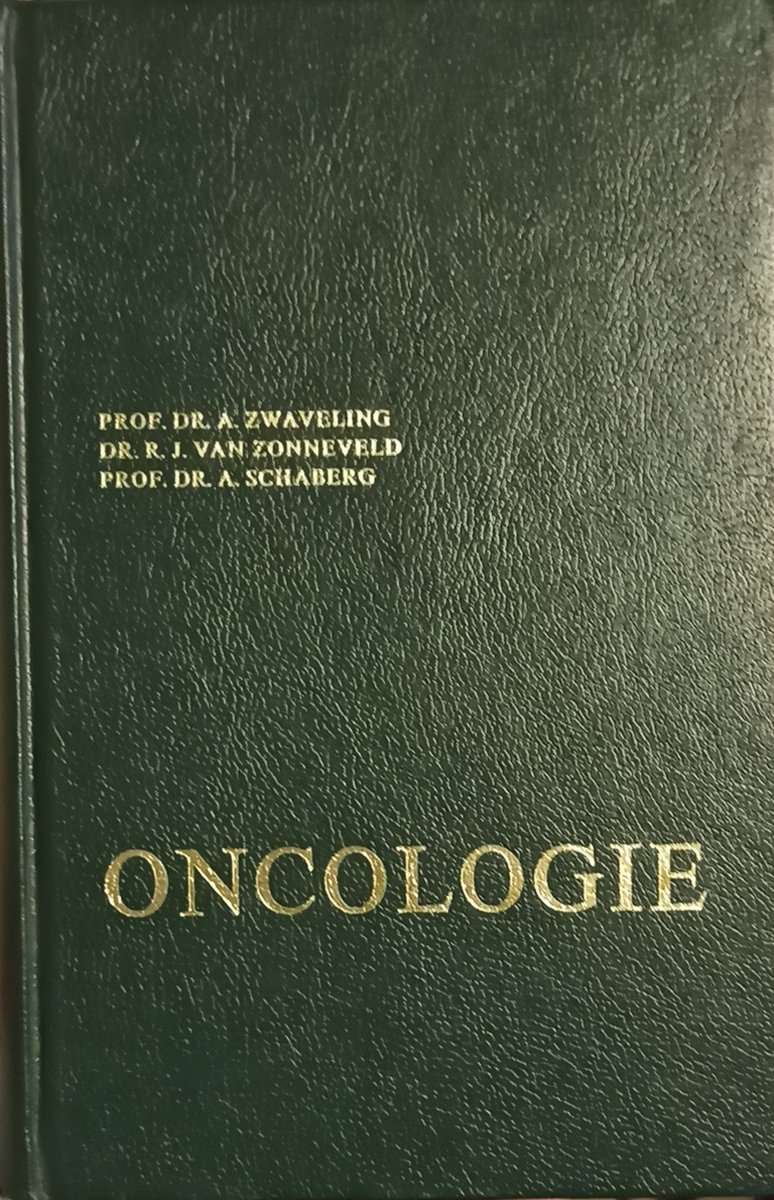 PROF. DR. A. ZWAVELING
DR. R. J. VAN ZONNEVELD
PROF. DR. A. SCHABERG
ONCOLOGIE